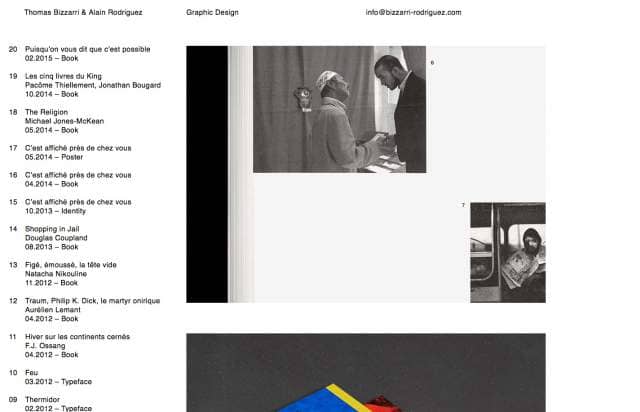 Thomas Bizzarri & Alain Rodriguez
Graphic Design
info@bizzarri-rodriguez.com
20 Puisqu'on vous dit que c'est possible
02.2015 – Book
19 Les cinq livres du King
Pacôme Thiellement, Jonathan Bougard
10.2014 – Book
18 The Religion
Michael Jones-McKean
05.2014 – Book
17 C'est affiché près de chez vous
05.2014 – Poster
16 C'est affiché près de chez vous
04.2014 – Book
15 C'est affiché près de chez vous
10.2013 – Identity
14 Shopping in Jail
Douglas Coupland
08.2013 – Book
13 Figé, émoussé, la tête vide
Natacha Nikouline
11.2012 – Book
12 Traum, Philip K. Dick, le martyr onirique
Aurélien Lemant
04.2012 – Book
11 Hiver sur les continents cernés
F.J. Ossang
04.2012 – Book
10 Feu
03.2012 – Typeface
09 Thermidor
02.2012 – Typeface
6
7